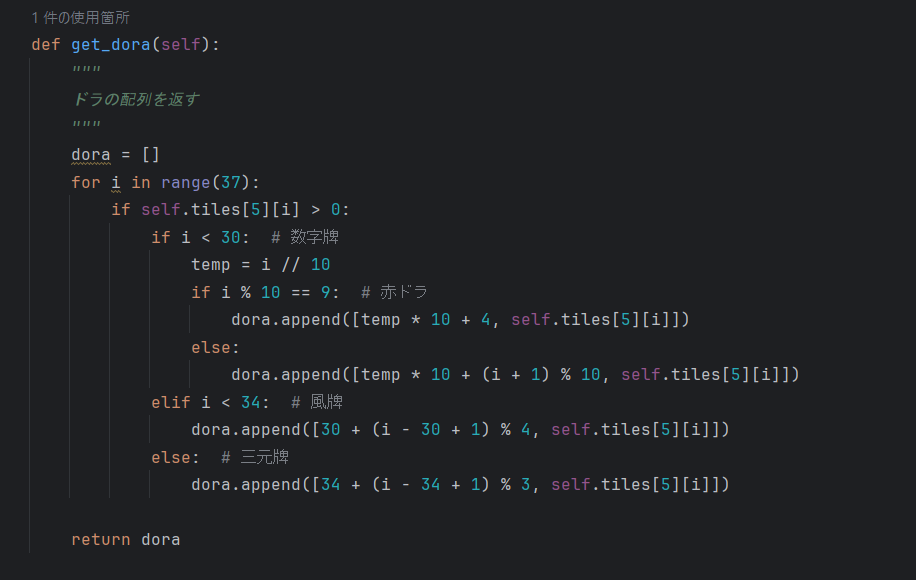 1 件の使用箇所
def get_dora(self):
    """
    ドラの配列を返す
    """
    dora = []
    for i in range(37):
        if self.tiles[5][i] > 0:
            if i < 30:  # 数字牌
                temp = i // 10
                if i % 10 == 9:  # 赤ドラ
                    dora.append([temp * 10 + 4, self.tiles[5][i]])
                else:
                    dora.append([temp * 10 + (i + 1) % 10, self.tiles[5][i]])
            elif i < 34:  # 風牌
                dora.append([30 + (i - 30 + 1) % 4, self.tiles[5][i]])
            else:  # 三元牌
                dora.append([34 + (i - 34 + 1) % 3, self.tiles[5][i]])

    return dora